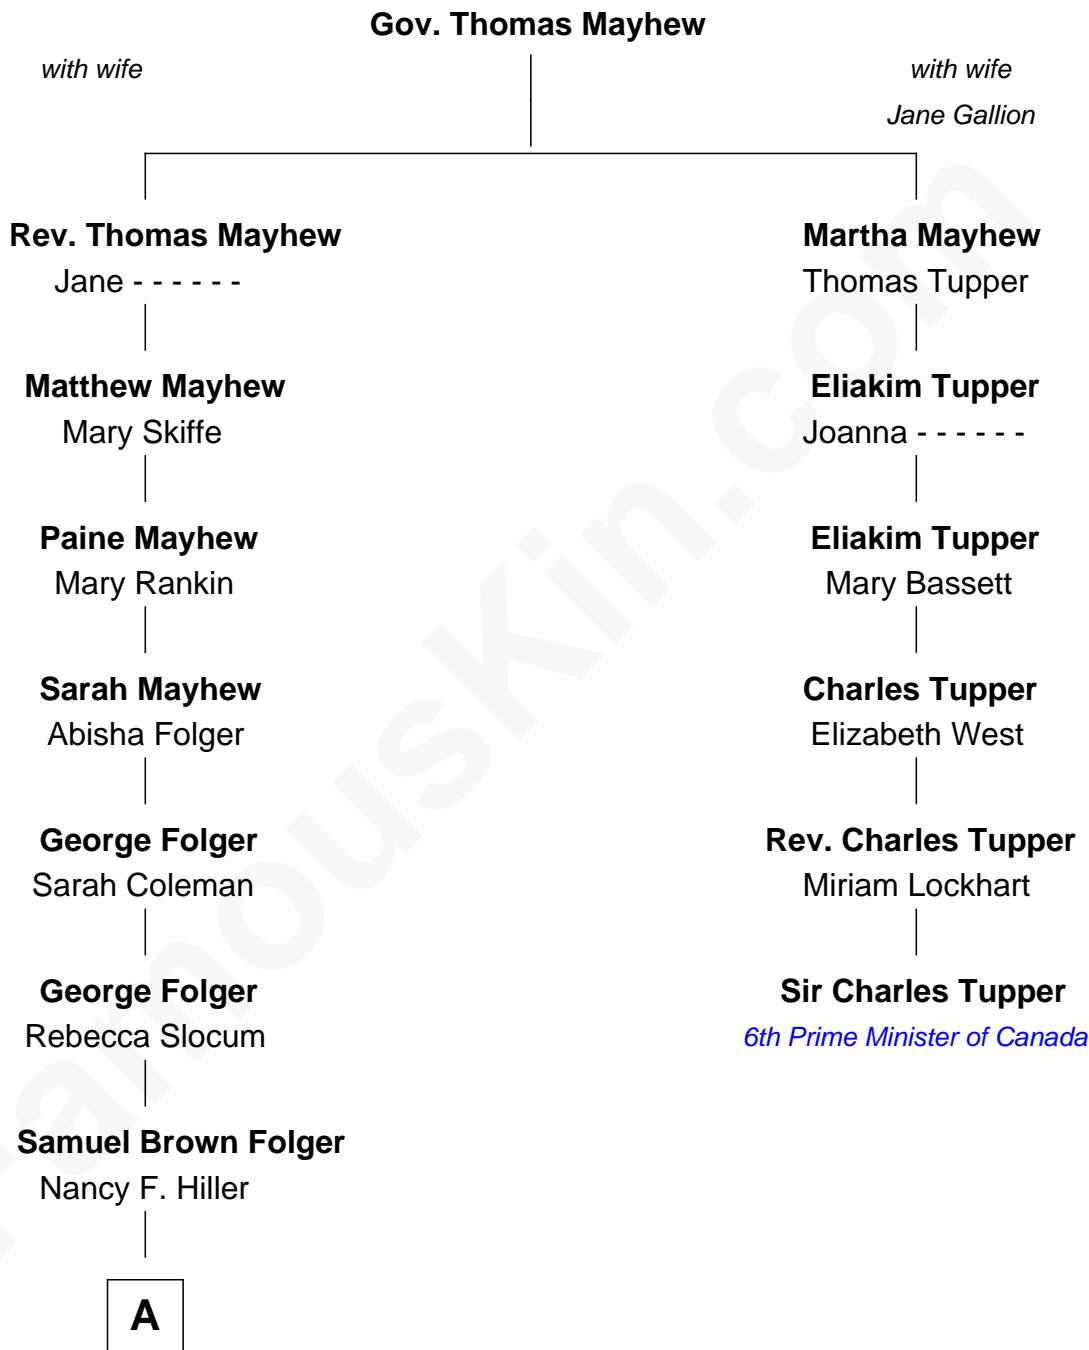 Gov. Thomas Mayhew
with wife
with wife
Jane Gallion
Rev. Thomas Mayhew
Jane - - - - - -
Martha Mayhew
Thomas Tupper
Matthew Mayhew
Mary Skiffe
Eliakim Tupper
Joanna - - - - - -
Paine Mayhew
Mary Rankin
Eliakim Tupper
Mary Bassett
Sarah Mayhew
Abisha Folger
Charles Tupper
Elizabeth West
George Folger
Sarah Coleman
Rev. Charles Tupper
Miriam Lockhart
George Folger
Rebecca Slocum
Sir Charles Tupper
6th Prime Minister of Canada
Samuel Brown Folger
Nancy F. Hiller
A
FamousKin.com